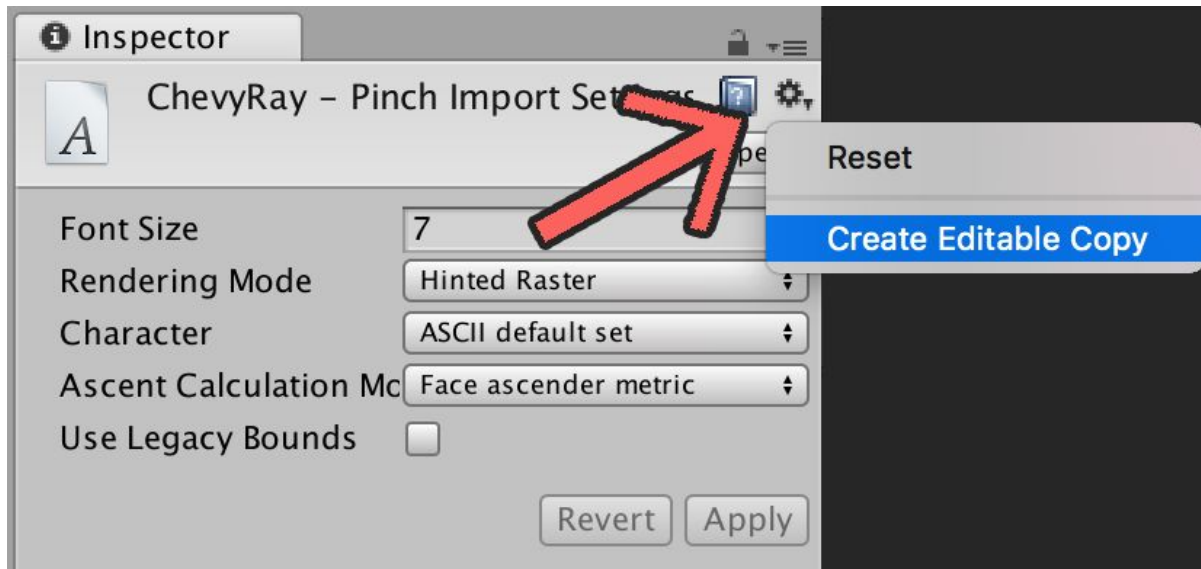 Inspector
ChevyRay – Pinch Import Settings
Reset
Create Editable Copy
Font Size 7
Rendering Mode Hinted Raster
Character ASCII default set
Ascent Calculation Mo Face ascender metric
Use Legacy Bounds
Revert Apply